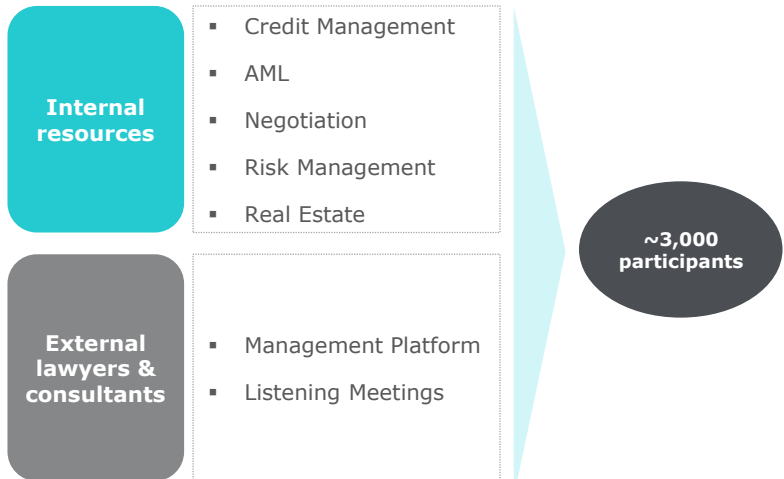 Internal
resources
▪ Credit Management
▪ AML
▪ Negotiation
▪ Risk Management
▪ Real Estate
External
lawyers &
consultants
▪ Management Platform
▪ Listening Meetings
~3,000
participants